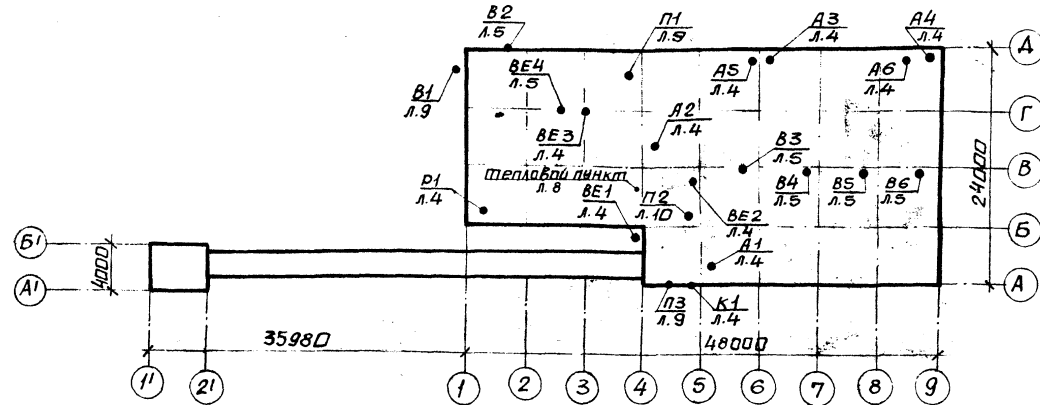 В2
л.5
П1
л.9
А3
л.4
А4
л.4
Д
В1
л.9
ВЕ4
л.5
А5
л.4
А6
л.4
ВЕ3
л.4
А2
л.4
Г
В3
л.5
В
Тепловой пункт
л.8
В4
л.5
В5
л.5
В6
л.5
24000
Р1
л.4
ВЕ1
л.4
П2
л.10
ВЕ2
л.4
Б
Б'
4000
А'
А1
л.4
А
П3
л.9
К1
л.4
35980
48000
1'
2'
1
2
3
4
5
6
7
8
9